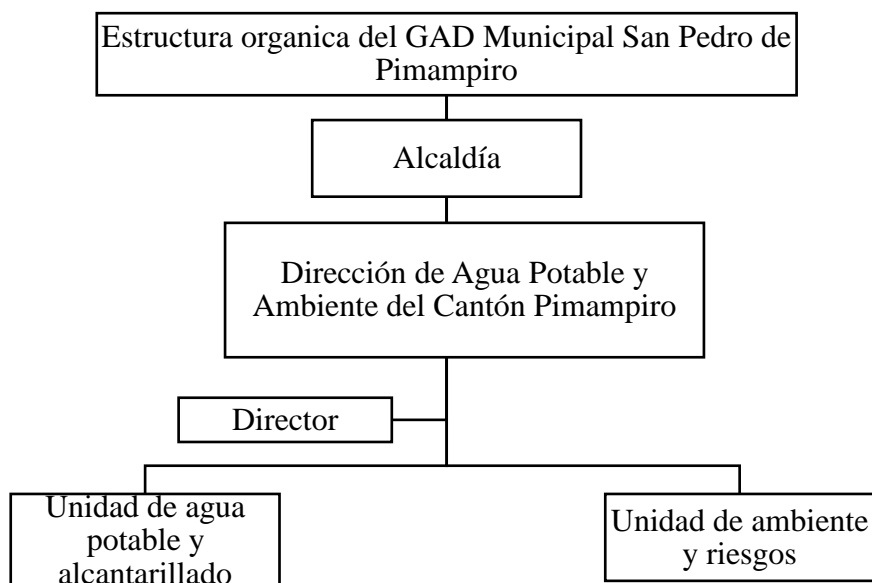 Estructura organica del GAD Municipal San Pedro de
Pimampiro
Alcaldía
Dirección de Agua Potable y
Ambiente del Cantón Pimampiro
Director
Unidad de agua
potable y
alcantarillado
Unidad de ambiente
y riesgos